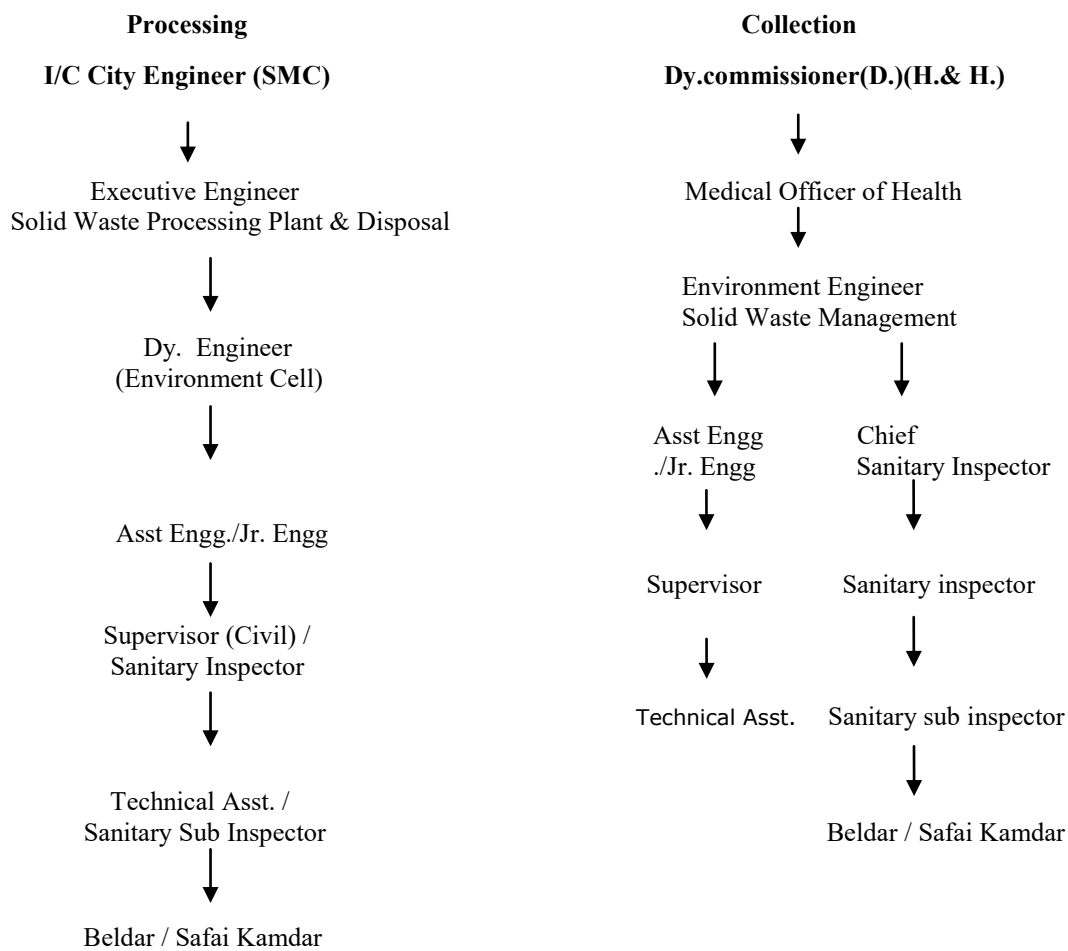 Processing
I/C City Engineer (SMC)
Executive Engineer
Solid Waste Processing Plant & Disposal
Dy. Engineer
(Environment Cell)
Asst Engg./Jr. Engg
Supervisor (Civil) /
Sanitary Inspector
Technical Asst. /
Sanitary Sub Inspector
Beldar / Safai Kamdar
Collection
Dy.commissioner(D.)(H.& H.)
Medical Officer of Health
Environment Engineer
Solid Waste Management
Asst Engg
./Jr. Engg
Supervisor
Technical Asst.
Chief
Sanitary Inspector
Sanitary inspector
Sanitary sub inspector
Beldar / Safai Kamdar